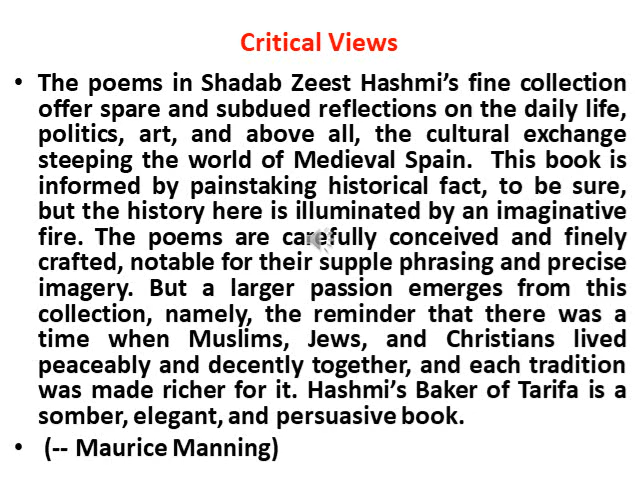 Critical Views
• The poems in Shadab Zeest Hashmi's fine collection
offer spare and subdued reflections on the daily life,
politics, art, and above all, the cultural exchange
steeping the world of Medieval Spain. This book is
informed by painstaking historical fact, to be sure,
but the history here is illuminated by an imaginative
fire. The poems are carefully conceived and finely
crafted, notable for their supple phrasing and precise
imagery. But a larger passion emerges from this
collection, namely, the reminder that there was a
time when Muslims, Jews, and Christians lived
peaceably and decently together, and each tradition
was made richer for it. Hashmi's Baker of Tarifa is a
somber, elegant, and persuasive book.
• (-- Maurice Manning)